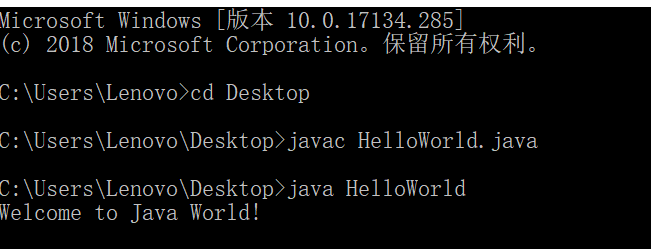 Microsoft Windows [版本 10.0.17134.285]
(c) 2018 Microsoft Corporation。保留所有权利。
C:\Users\Lenovo>cd Desktop
C:\Users\Lenovo\Desktop>javac HelloWorld.java
C:\Users\Lenovo\Desktop>java HelloWorld
Welcome to Java World!